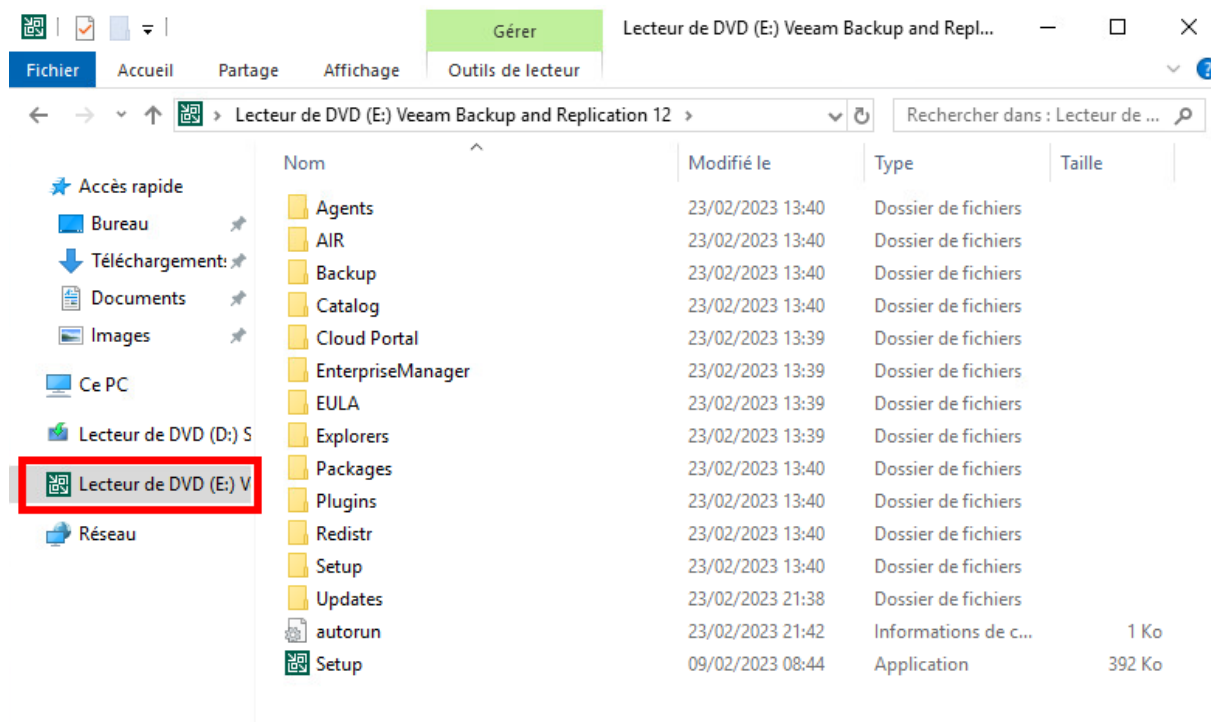 Gérer
Lecteur de DVD (E:) Veeam Backup and Repl...
Fichier Accueil Partage Affichage Outils de lecteur
Lecteur de DVD (E:) Veeam Backup and Replication 12
Rechercher dans : Lecteur de ...
Nom Modifié le Type Taille
Accès rapide
Bureau
Téléchargement
Documents
Images
Ce PC
Lecteur de DVD (D:) S
Lecteur de DVD (E:) V
Réseau
Agents 23/02/2023 13:40 Dossier de fichiers
AIR 23/02/2023 13:40 Dossier de fichiers
Backup 23/02/2023 13:40 Dossier de fichiers
Catalog 23/02/2023 13:40 Dossier de fichiers
Cloud Portal 23/02/2023 13:39 Dossier de fichiers
EnterpriseManager 23/02/2023 13:39 Dossier de fichiers
EULA 23/02/2023 13:39 Dossier de fichiers
Explorers 23/02/2023 13:39 Dossier de fichiers
Packages 23/02/2023 13:40 Dossier de fichiers
Plugins 23/02/2023 13:40 Dossier de fichiers
Redistr 23/02/2023 13:40 Dossier de fichiers
Setup 23/02/2023 13:40 Dossier de fichiers
Updates 23/02/2023 21:38 Dossier de fichiers
autorun 23/02/2023 21:42 Informations de c... 1 Ko
Setup 09/02/2023 08:44 Application 392 Ko